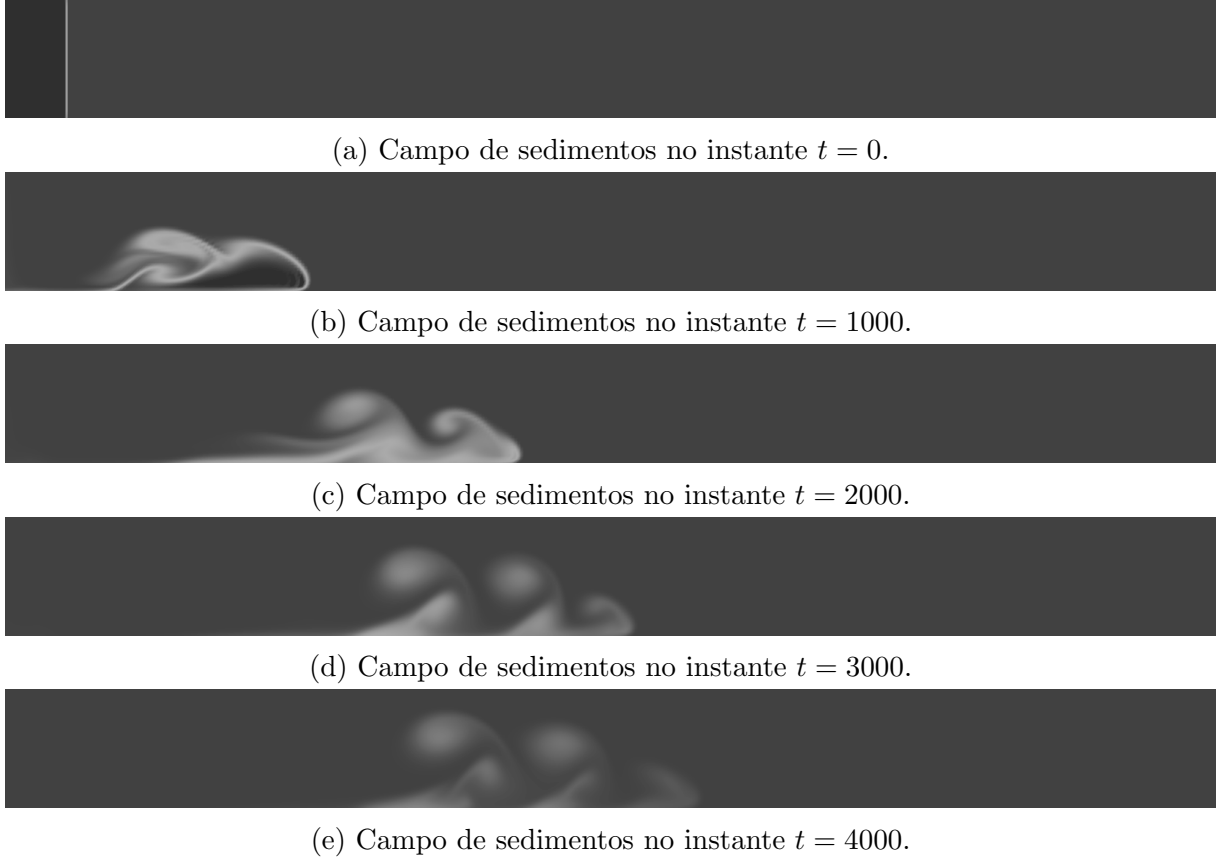 (a) Campo de sedimentos no instante t = 0.
(b) Campo de sedimentos no instante t = 1000.
(c) Campo de sedimentos no instante t = 2000.
(d) Campo de sedimentos no instante t = 3000.
(e) Campo de sedimentos no instante t = 4000.